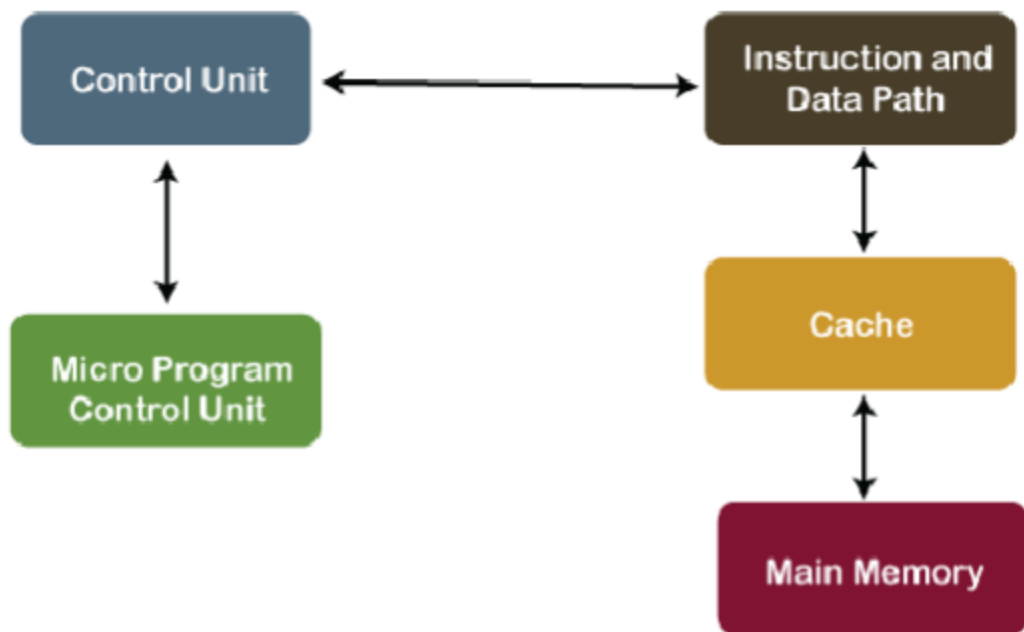 Control Unit
Instruction and
Data Path
Cache
Micro Program
Control Unit
Main Memory